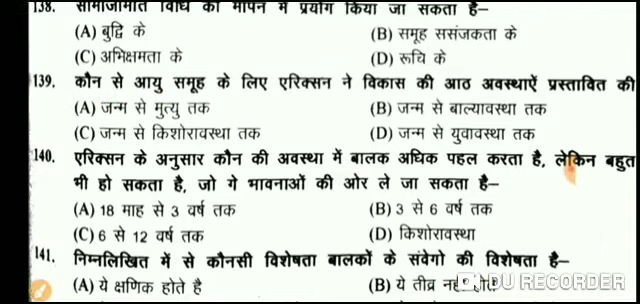 138. सामाजामिति विधि का मापन में प्रयोग किया जा सकता है–
(A) बुद्वि के (B) समूह ससंजकता के
(C) अभिक्षमता के (D) रूचि के
139. कौन से आयु समूह के लिए एरिक्सन ने विकास की आठ अवस्थाऐं प्रस्तावित की
(A) जन्म से मुत्यु तक (B) जन्म से बाल्यावस्था तक
(C) जन्म से किशोरावस्था तक (D) जन्म से युवावस्था तक
140. एरिक्सन के अनुसार कौन की अवस्था में बालक अधिक पहल करता है, लेकिन बहुत
भी हो सकता है, जो गे भावनाओं की ओर ले जा सकता है–
(A) 18 माह से 3 वर्ष तक (B) 3 से 6 वर्ष तक
(C) 6 से 12 वर्ष तक (D) किशोरावस्था
141. निम्नलिखित में से कौनसी विशेषता बालकों के संवेगो की विशेषता है–
(A) ये क्षणिक होते है (B) ये तीव्र
DU RECORDER